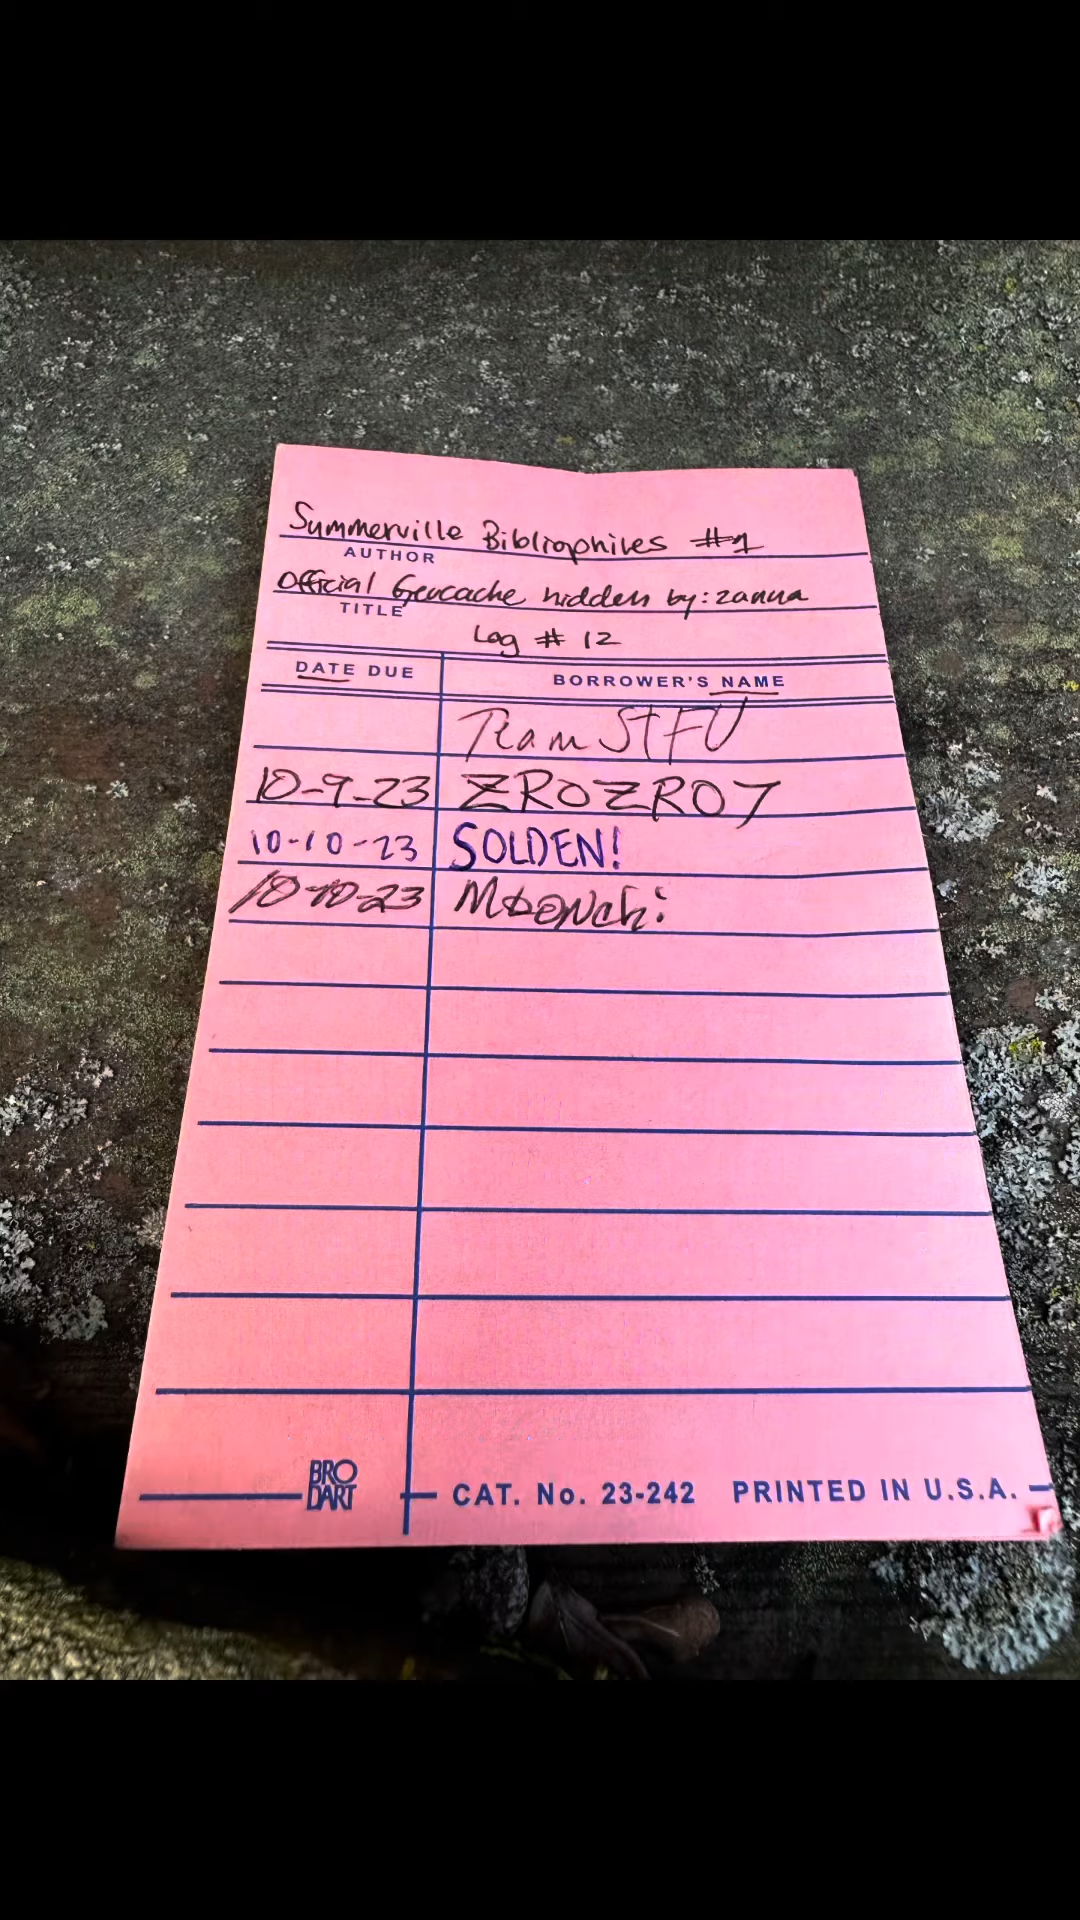 Summerville Bibliophiles #1
AUTHOR
Official Geocache hidden by: zanna
TITLE
Log # 12
DATE DUE BORROWER'S NAME
Team STFU
10-9-23 ZROZRO7
10-10-23 SOLDEN!
10-10-23 Moonchi
BRO
DART
CAT. No. 23-242 PRINTED IN U.S.A.